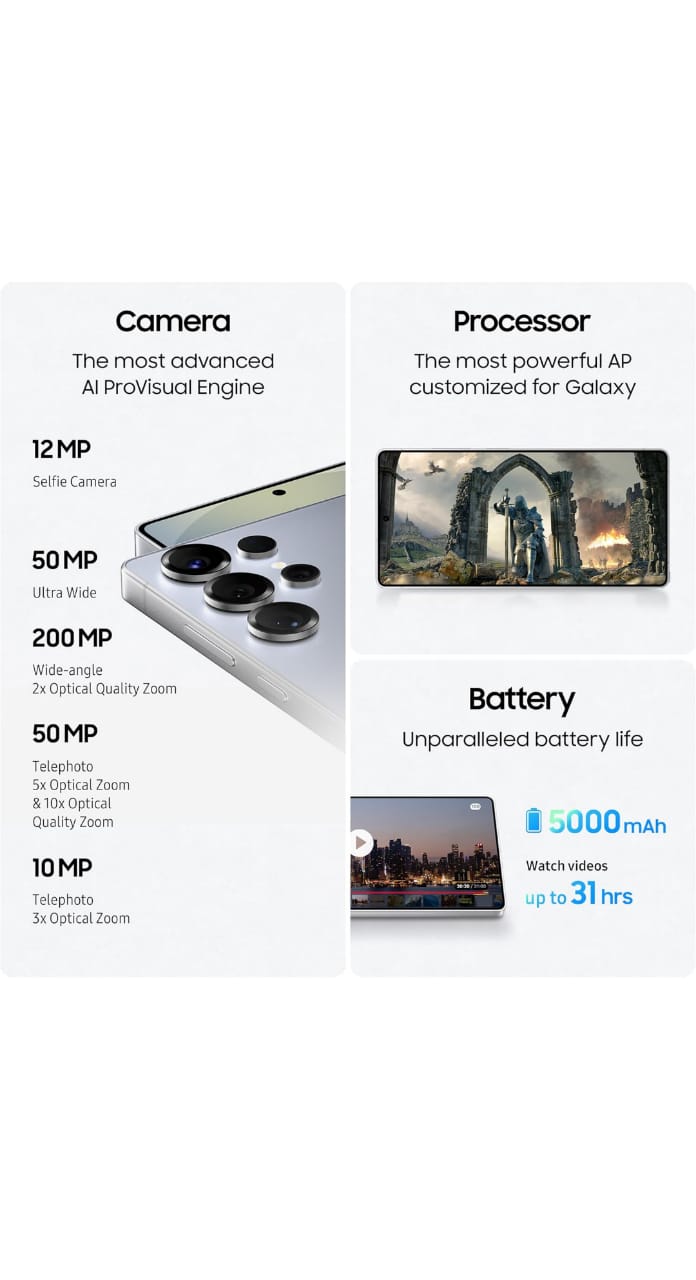 Camera
The most advanced
AI ProVisual Engine
12 MP
Selfie Camera
50 MP
Ultra Wide
200 MP
Wide-angle
2x Optical Quality Zoom
50 MP
Telephoto
5x Optical Zoom
& 10x Optical
Quality Zoom
10 MP
Telephoto
3x Optical Zoom
Processor
The most powerful AP
customized for Galaxy
Battery
Unparalleled battery life
5000 mAh
Watch videos
up to 31 hrs